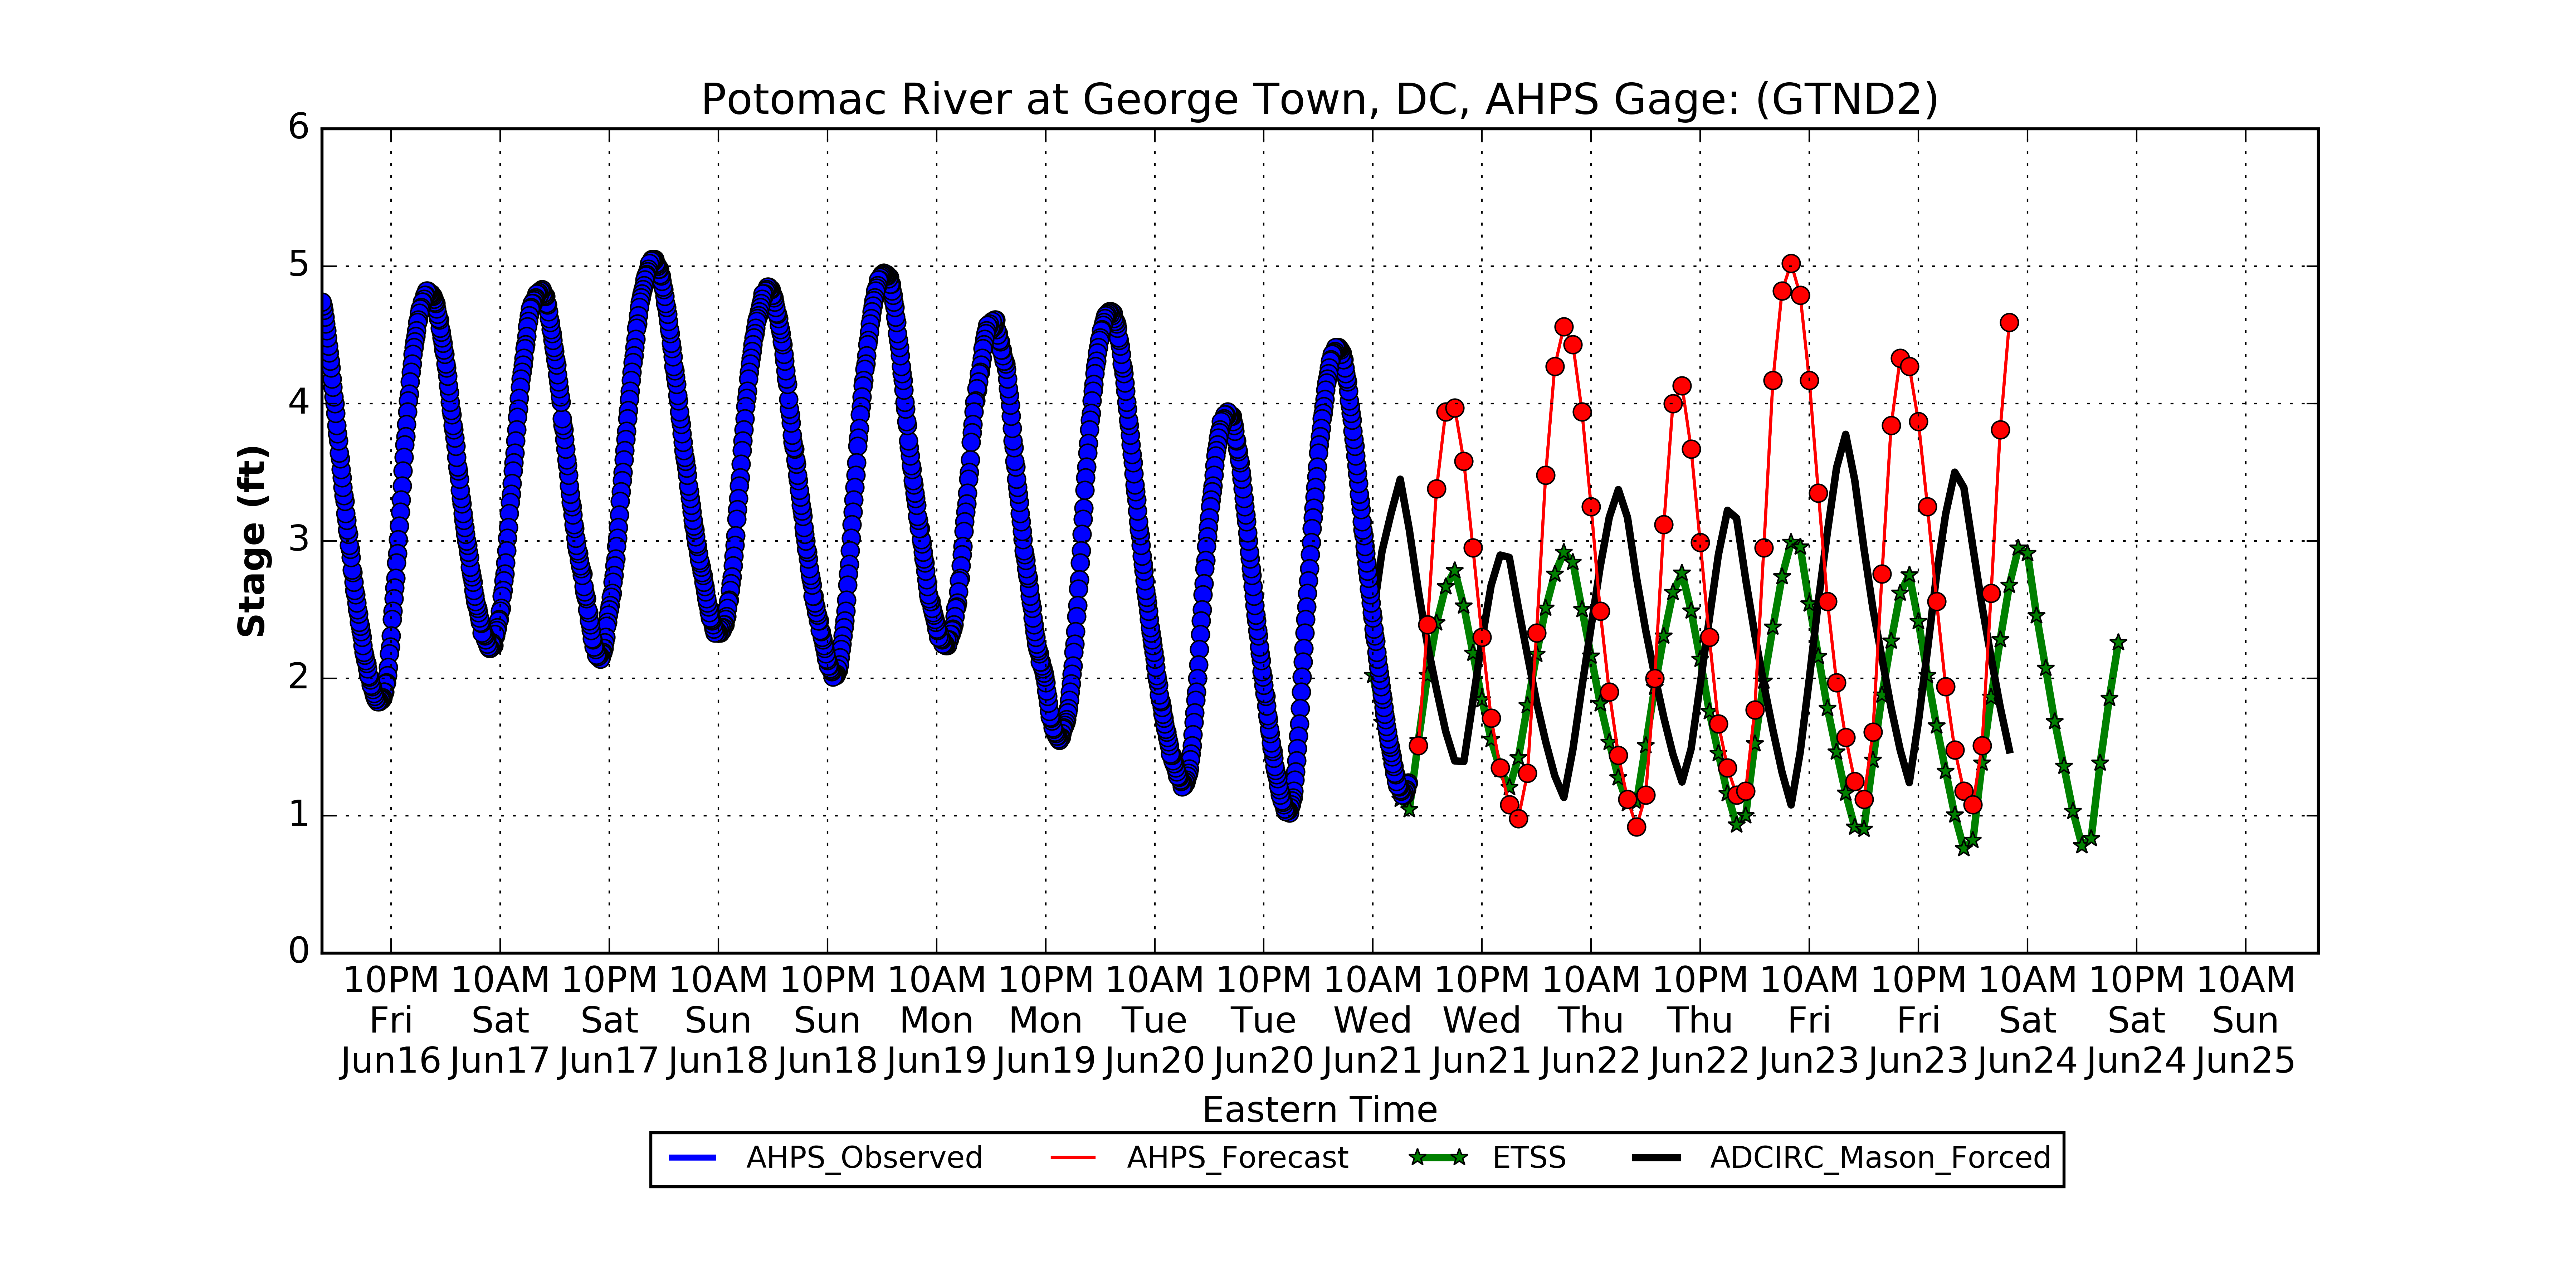 Potomac River at George Town, DC, AHPS Gage: (GTND2)
6
5
4
3
2
1
0
Stage (ft)
10PM 10AM 10PM 10AM 10PM 10AM 10PM 10AM 10PM 10AM 10PM 10AM 10PM 10AM 10PM 10AM 10PM 10AM
Fri Sat Sat Sun Sun Mon Mon Tue Tue Wed Wed Thu Thu Fri Fri Sat Sat Sun
Jun16 Jun17 Jun17 Jun18 Jun18 Jun19 Jun19 Jun20 Jun20 Jun21 Jun21 Jun22 Jun22 Jun23 Jun23 Jun24 Jun24 Jun25
Eastern Time
AHPS_Observed AHPS_Forecast ETSS ADCIRC_Mason_Forced